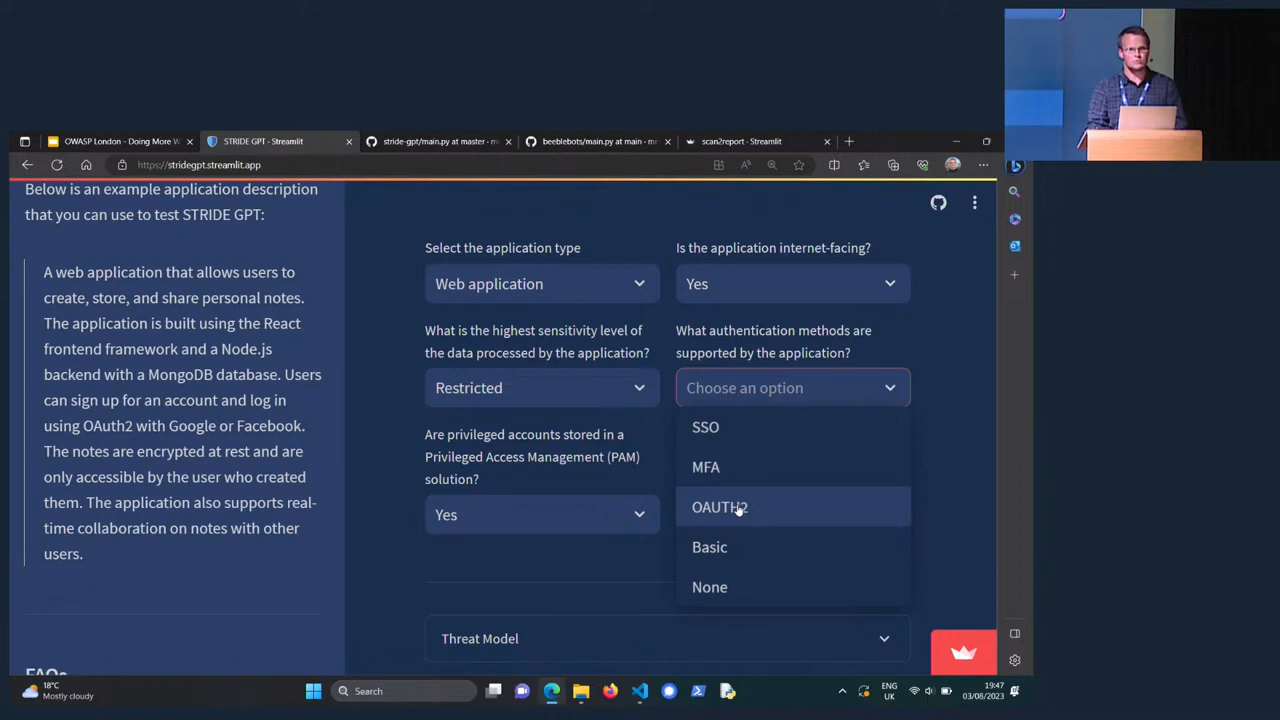 OWASP London - Doing More W
STRIDE GPT · Streamlit
stride-gpt/main.py at master · m
beeblebots/main.py at main · mr
scan2report · Streamlit
https://stridegpt.streamlit.app
Below is an example application description
that you can use to test STRIDE GPT:
A web application that allows users to
create, store, and share personal notes.
The application is built using the React
frontend framework and a Node.js
backend with a MongoDB database. Users
can sign up for an account and log in
using OAuth2 with Google or Facebook.
The notes are encrypted at rest and are
only accessible by the user who created
them. The application also supports real-
time collaboration on notes with other
users.
FAQs
Select the application type
Web application
Is the application internet-facing?
Yes
What is the highest sensitivity level of
the data processed by the application?
Restricted
What authentication methods are
supported by the application?
Choose an option
SSO
MFA
OAUTH2
Basic
None
Are privileged accounts stored in a
Privileged Access Management (PAM)
solution?
Yes
Threat Model
18°C
Mostly cloudy
Search
ENG
UK
19:47
03/08/2023